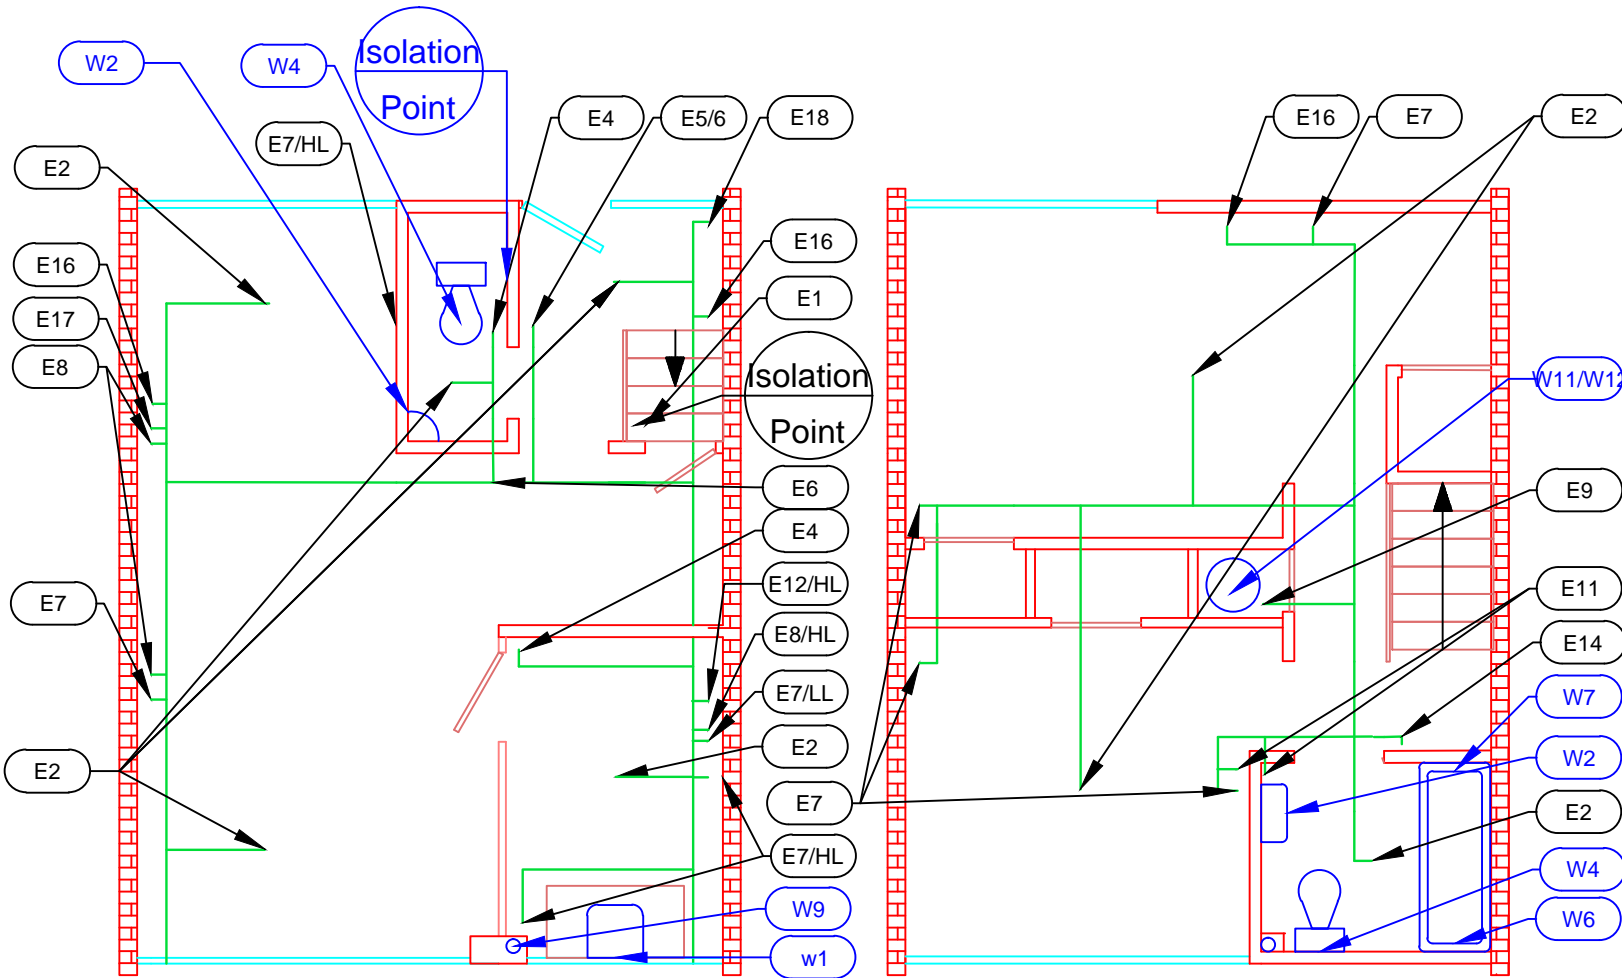 W2
W4
Isolation
Point
E4
E5/6
E18
E16
E7
E2
E7/HL
E2
E16
E16
E1
E17
E8
Isolation
Point
W11/W12
E6
E9
E4
E7
E12/HL
E11
E8/HL
E14
E7/LL
W7
E2
E2
W2
E7
E2
E7/HL
W4
W9
W6
w1